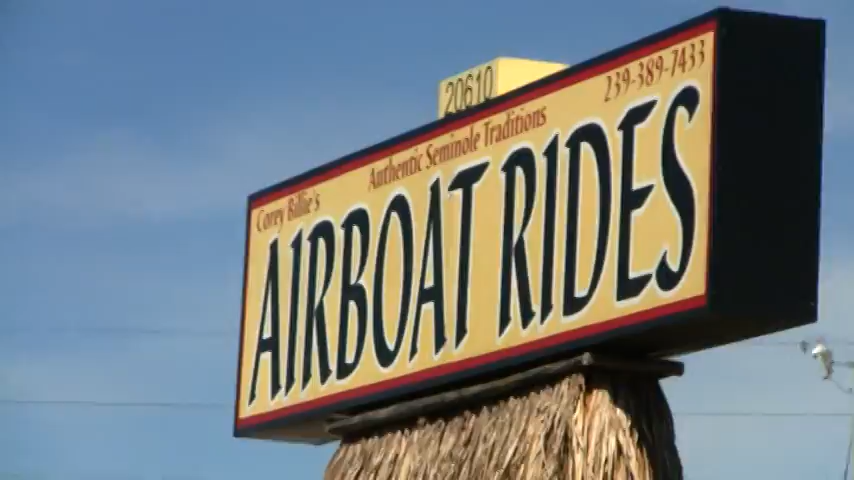 20610
239-389-7433
Corey Billie's
Authentic Seminole Traditions
AIRBOAT RIDES